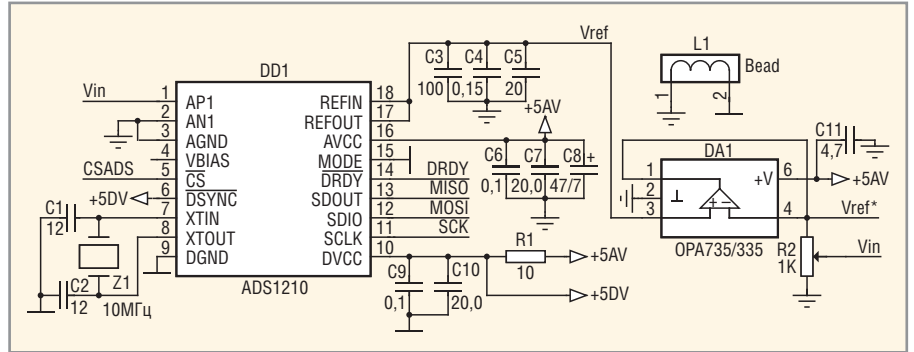 Vref
L1
Bead
DD1
C3
C4
C5
100
0,15
20
Vin
1
AP1
REFIN
18
2
AN1
REFOUT
17
3
AGND
AVCC
16
4
VBIAS
MODE
15
CSADS
5
CS
DRDY
14
DRDY
+5DV
6
DSYNC
SDOUT
13
MISO
7
XTIN
SDIO
12
MOSI
8
XTOUT
SCLK
11
SCK
9
DGND
DVCC
10
ADS1210
C1
12
Z1
C2
12
10МГц
+5AV
C6
C7
C8
+
0,1
20,0
47/7
R1
10
+5AV
+5DV
C9
C10
0,1
20,0
1
2
C11
4,7
DA1
1
2
3
+V
6
4
+
−
+5AV
OPA735/335
Vref*
R2
1K
Vin